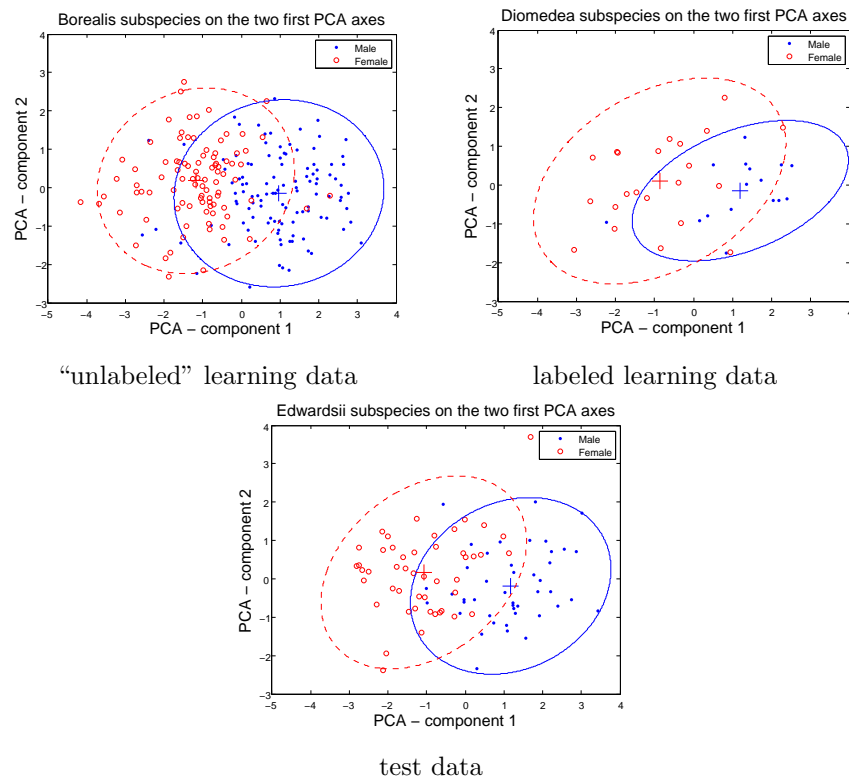 Borealis subspecies on the two first PCA axes
4
3
2
1
0
−1
−2
−3
−5 −4 −3 −2 −1 0 1 2 3 4
PCA − component 2
PCA − component 1
Male
Female
“unlabeled” learning data
Diomedea subspecies on the two first PCA axes
4
3
2
1
0
−1
−2
−3
−5 −4 −3 −2 −1 0 1 2 3 4
PCA − component 2
PCA − component 1
Male
Female
labeled learning data
Edwardsii subspecies on the two first PCA axes
4
3
2
1
0
−1
−2
−3
−5 −4 −3 −2 −1 0 1 2 3 4
PCA − component 2
PCA − component 1
Male
Female
test data